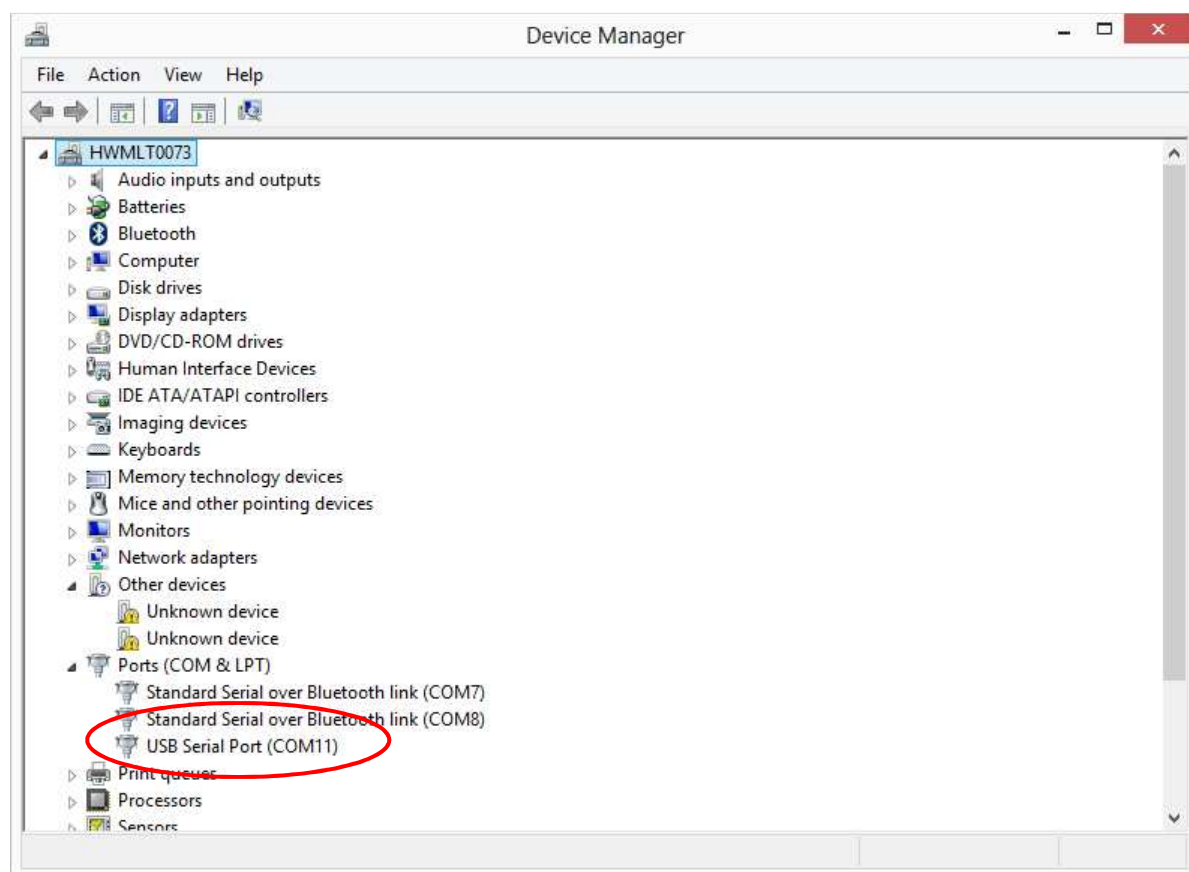 Device Manager
File Action View Help
HWMLT0073
Audio inputs and outputs
Batteries
Bluetooth
Computer
Disk drives
Display adapters
DVD/CD-ROM drives
Human Interface Devices
IDE ATA/ATAPI controllers
Imaging devices
Keyboards
Memory technology devices
Mice and other pointing devices
Monitors
Network adapters
Other devices
Unknown device
Unknown device
Ports (COM & LPT)
Standard Serial over Bluetooth link (COM7)
Standard Serial over Bluetooth link (COM8)
USB Serial Port (COM11)
Print queues
Processors
Sensors